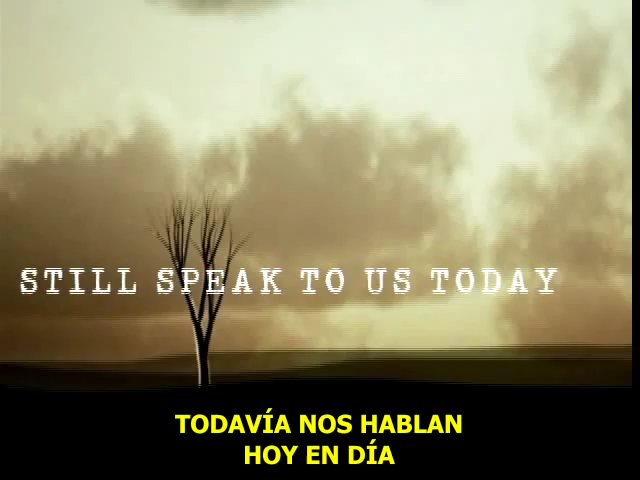 STILL SPEAK TO US TODAY
TODAVÍA NOS HABLAN
HOY EN DÍA